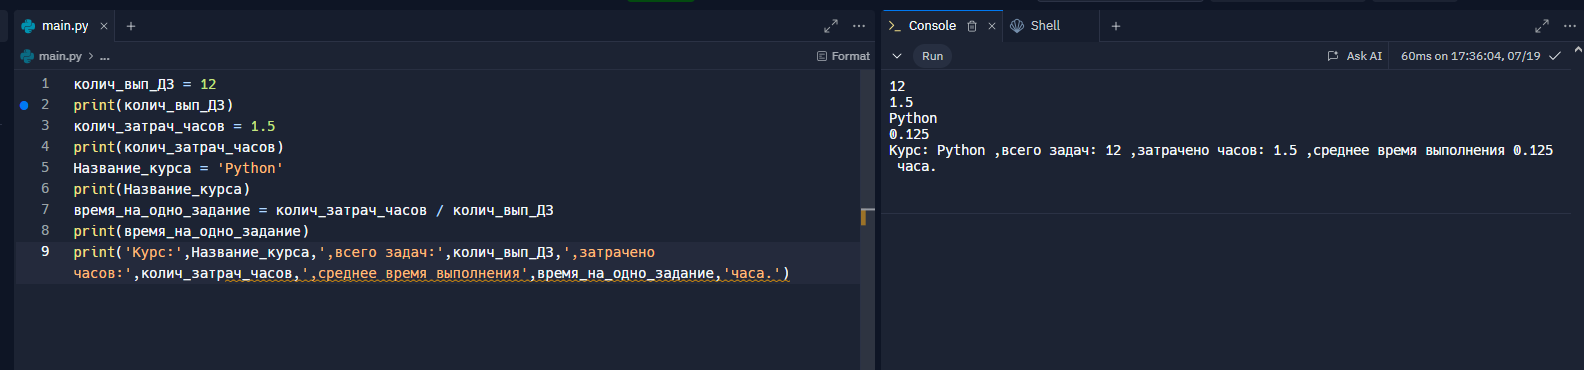 main.py
main.py > ...
Format
1 колич_вып_ДЗ = 12
2 print(колич_вып_ДЗ)
3 колич_затрач_часов = 1.5
4 print(колич_затрач_часов)
5 Название_курса = 'Python'
6 print(Название_курса)
7 время_на_одно_задание = колич_затрач_часов / колич_вып_ДЗ
8 print(время_на_одно_задание)
9 print('Курс:',Название_курса,',всего задач:',колич_вып_ДЗ,',затрачено
часов:',колич_затрач_часов,',среднее время выполнения',время_на_одно_задание,'часа.')
Console
Shell
Run
Ask AI
60ms on 17:36:04, 07/19
12
1.5
Python
0.125
Курс: Python ,всего задач: 12 ,затрачено часов: 1.5 ,среднее время выполнения 0.125
часа.